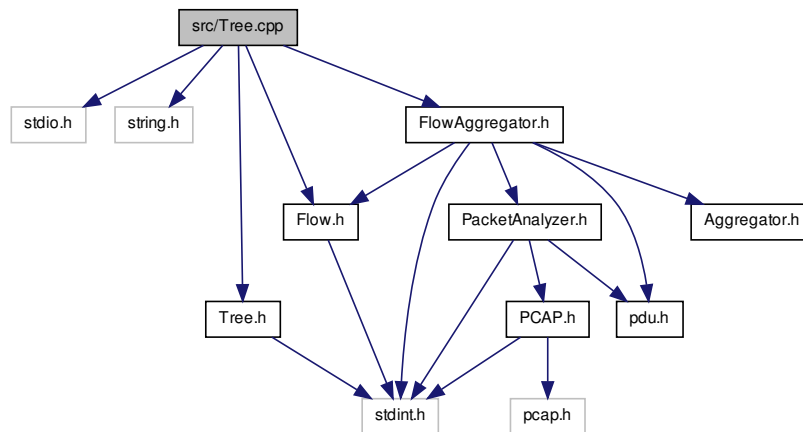 src/Tree.cpp
stdio.h
string.h
FlowAggregator.h
Flow.h
PacketAnalyzer.h
Aggregator.h
Tree.h
PCAP.h
pdu.h
stdint.h
pcap.h